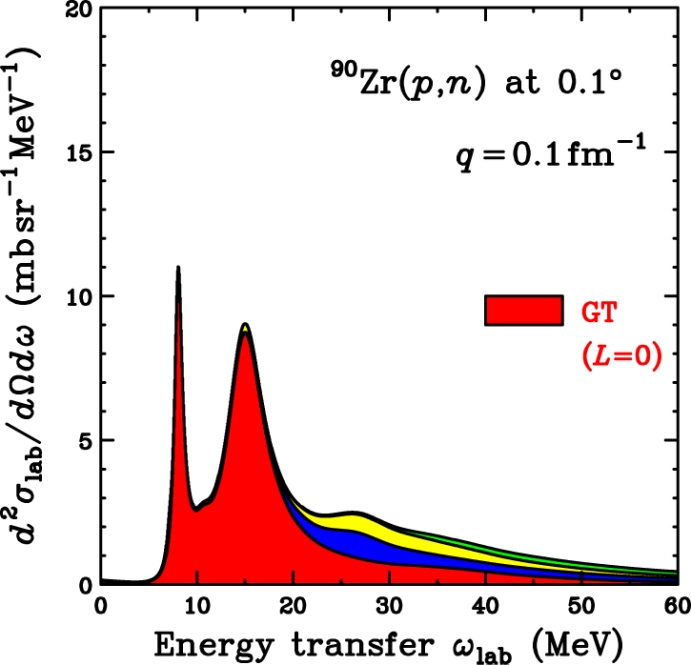 20
15
10
5
0
d²σ_lab/dΩdω (mb sr⁻¹ MeV⁻¹)
⁹⁰Zr(p,n) at 0.1°
q=0.1 fm⁻¹
GT
(L=0)
0 10 20 30 40 50 60
Energy transfer ω_lab (MeV)